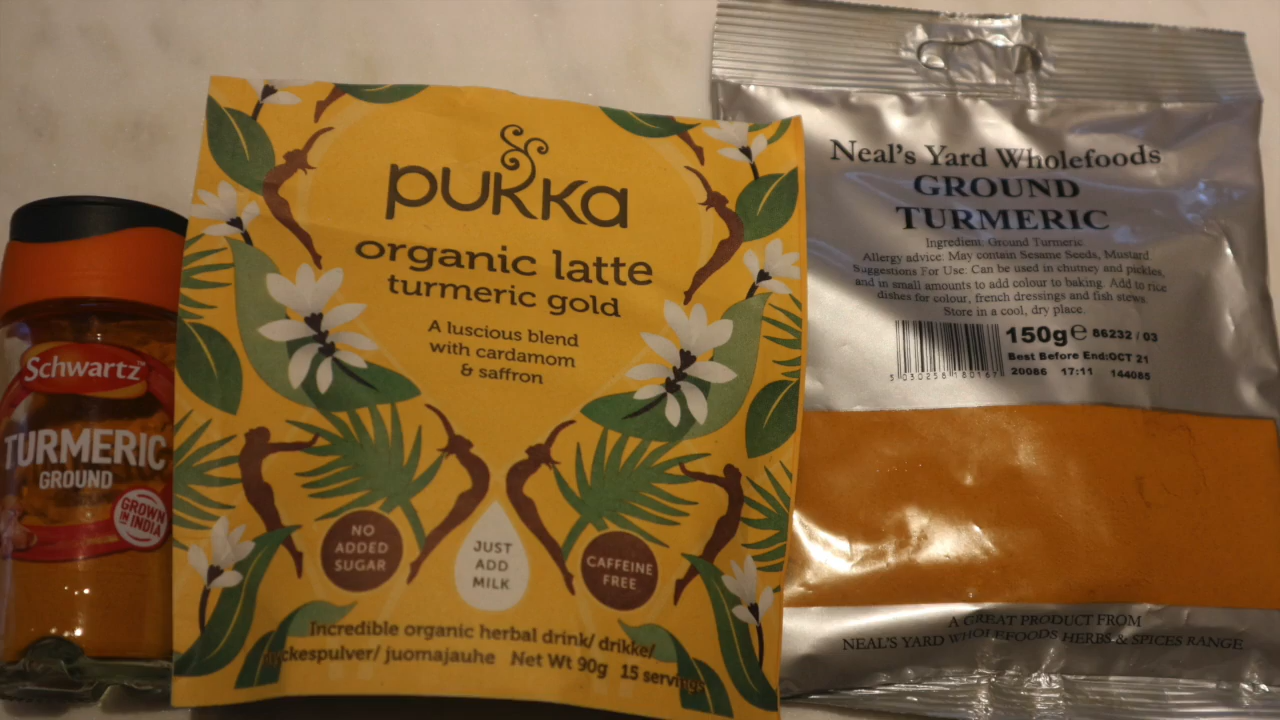 Schwartz™
TURMERIC
GROUND
GROWN
IN INDIA
pukka
organic latte
turmeric gold
A luscious blend
with cardamom
& saffron
NO
ADDED
SUGAR
JUST
ADD
MILK
CAFFEINE
FREE
Incredible organic herbal drink/ drikke/
juomajauhe Net Wt 90g 15 servings
Neal's Yard Wholefoods
GROUND
TURMERIC
Ingredient: Ground Turmeric
Allergy advice. May contain Sesame Seeds, Mustard.
Suggestions For Use: Can be used in chutney and pickles,
and in small amounts to add colour to baking. Add to rice
dishes for colour, french dressings and fish stews.
Store in a cool, dry place.
150g℮ 86232 / 03
Best Before End:OCT 21
20086 17:11 144085
5 030258 180167
A GREAT PRODUCT FROM
NEAL'S YARD WHOLEFOODS HERBS & SPICES RANGE